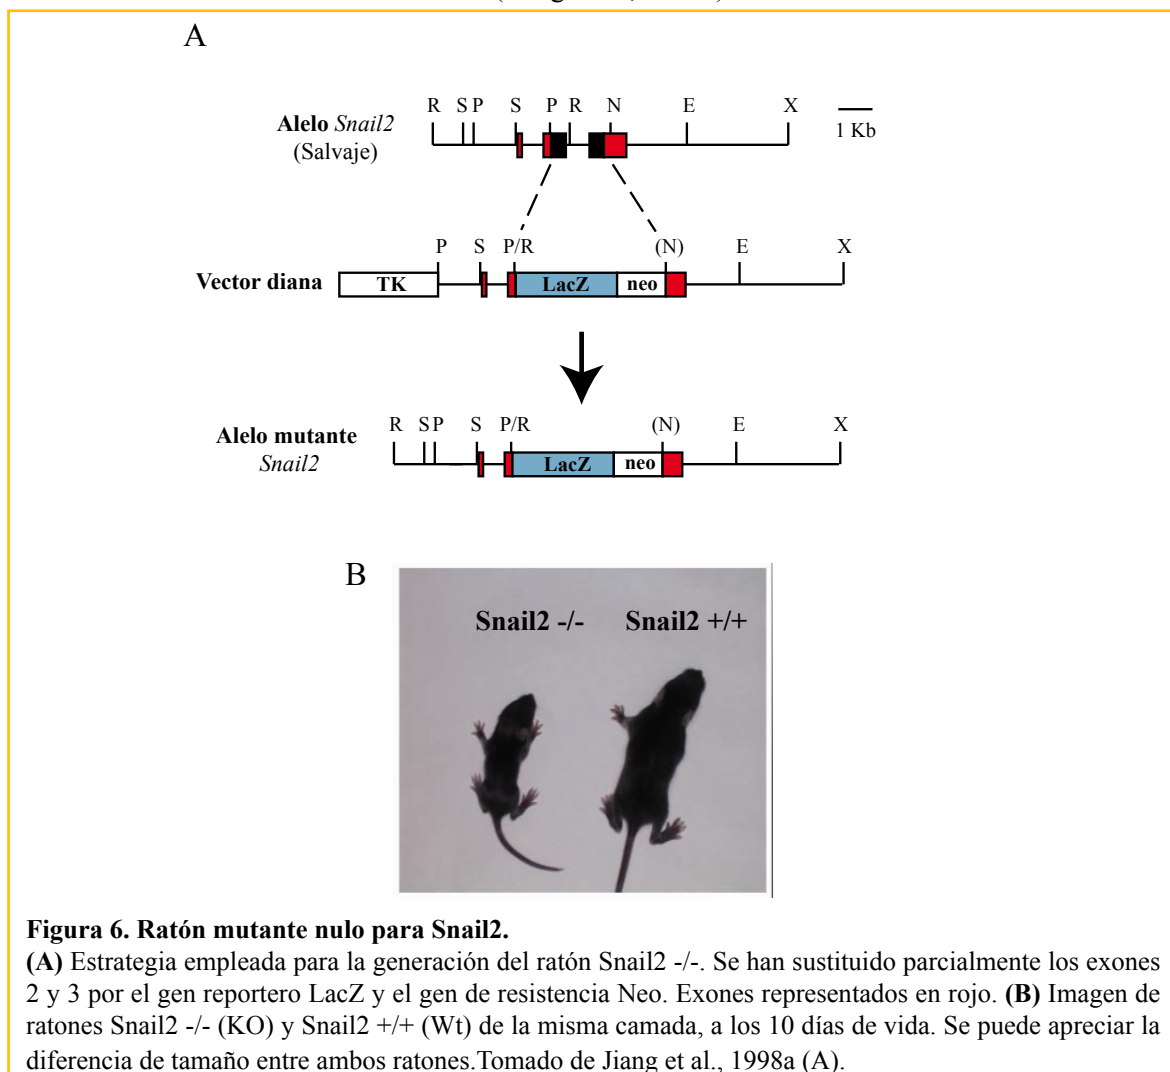 A
R S P S P R N E X
Alelo Snail2
(Salvaje)
1 Kb
P S P/R (N) E X
Vector diana
TK
LacZ
neo
R S P S P/R (N) E X
Alelo mutante
Snail2
LacZ
neo
B
Snail2 -/- Snail2 +/+
Figura 6. Ratón mutante nulo para Snail2.
(A) Estrategia empleada para la generación del ratón Snail2 -/-. Se han sustituido parcialmente los exones
2 y 3 por el gen reportero LacZ y el gen de resistencia Neo. Exones representados en rojo. (B) Imagen de
ratones Snail2 -/- (KO) y Snail2 +/+ (Wt) de la misma camada, a los 10 días de vida. Se puede apreciar la
diferencia de tamaño entre ambos ratones.Tomado de Jiang et al., 1998a (A).